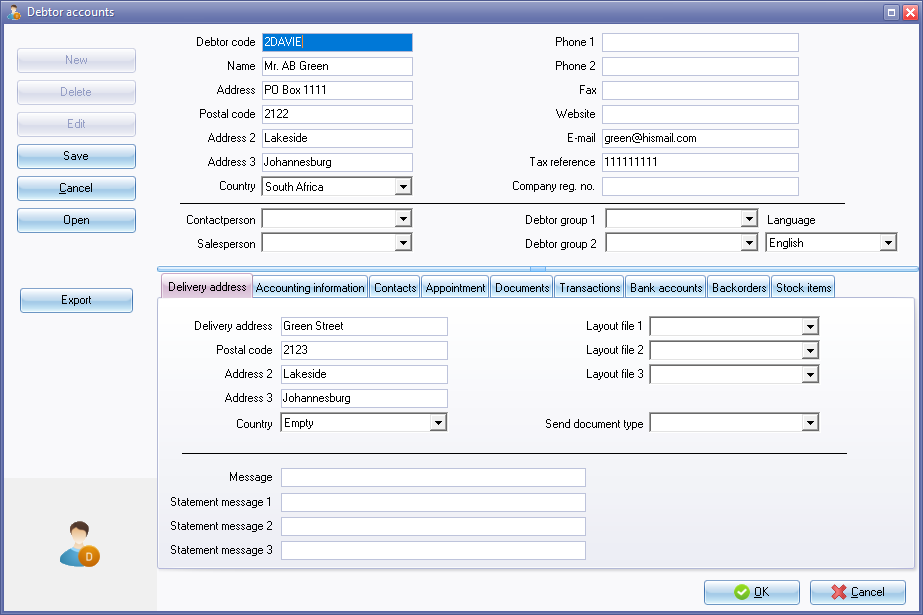 Debtor accounts
New
Delete
Edit
Save
Cancel
Open
Export
Debtor code 2DAVIE
Name Mr. AB Green
Address PO Box 1111
Postal code 2122
Address 2 Lakeside
Address 3 Johannesburg
Country South Africa
Phone 1
Phone 2
Fax
Website
E-mail green@hismail.com
Tax reference 111111111
Company reg. no.
Contactperson
Salesperson
Debtor group 1
Debtor group 2
Language
English
Delivery address Accounting information Contacts Appointment Documents Transactions Bank accounts Backorders Stock items
Delivery address Green Street
Postal code 2123
Address 2 Lakeside
Address 3 Johannesburg
Country Empty
Layout file 1
Layout file 2
Layout file 3
Send document type
Message
Statement message 1
Statement message 2
Statement message 3
D
OK
Cancel